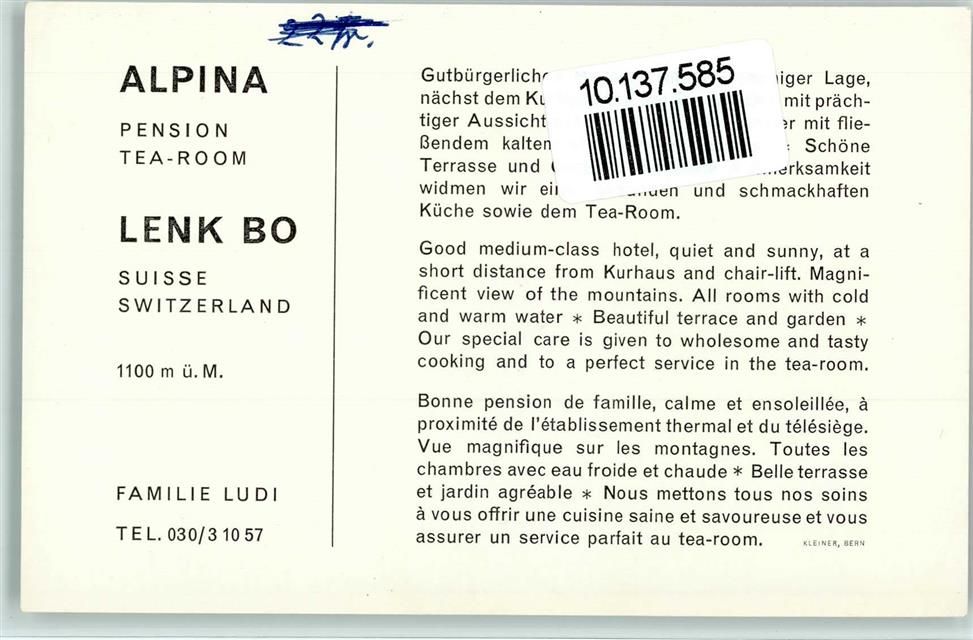 ALPINA
PENSION
TEA-ROOM
LENK BO
SUISSE
SWITZERLAND
1100 m ü. M.
FAMILIE LUDI
TEL. 030/3 10 57
10.137.585
Gutbürgerliche niger Lage,
nächst dem mit präch-
tiger Aussicht mit flie-
ßendem kalten Schöne
Terrasse und
widmen wir und schmackhaften
Küche sowie dem Tea-Room.
Good medium-class hotel, quiet and sunny, at a
short distance from Kurhaus and chair-lift. Magni-
ficent view of the mountains. All rooms with cold
and warm water * Beautiful terrace and garden *
Our special care is given to wholesome and tasty
cooking and to a perfect service in the tea-room.
Bonne pension de famille, calme et ensoleillée, à
proximité de l'établissement thermal et du télésiège.
Vue magnifique sur les montagnes. Toutes les
chambres avec eau froide et chaude * Belle terrasse
et jardin agréable * Nous mettons tous nos soins
à vous offrir une cuisine saine et savoureuse et vous
assurer un service parfait au tea-room.
KLEINER, BERN